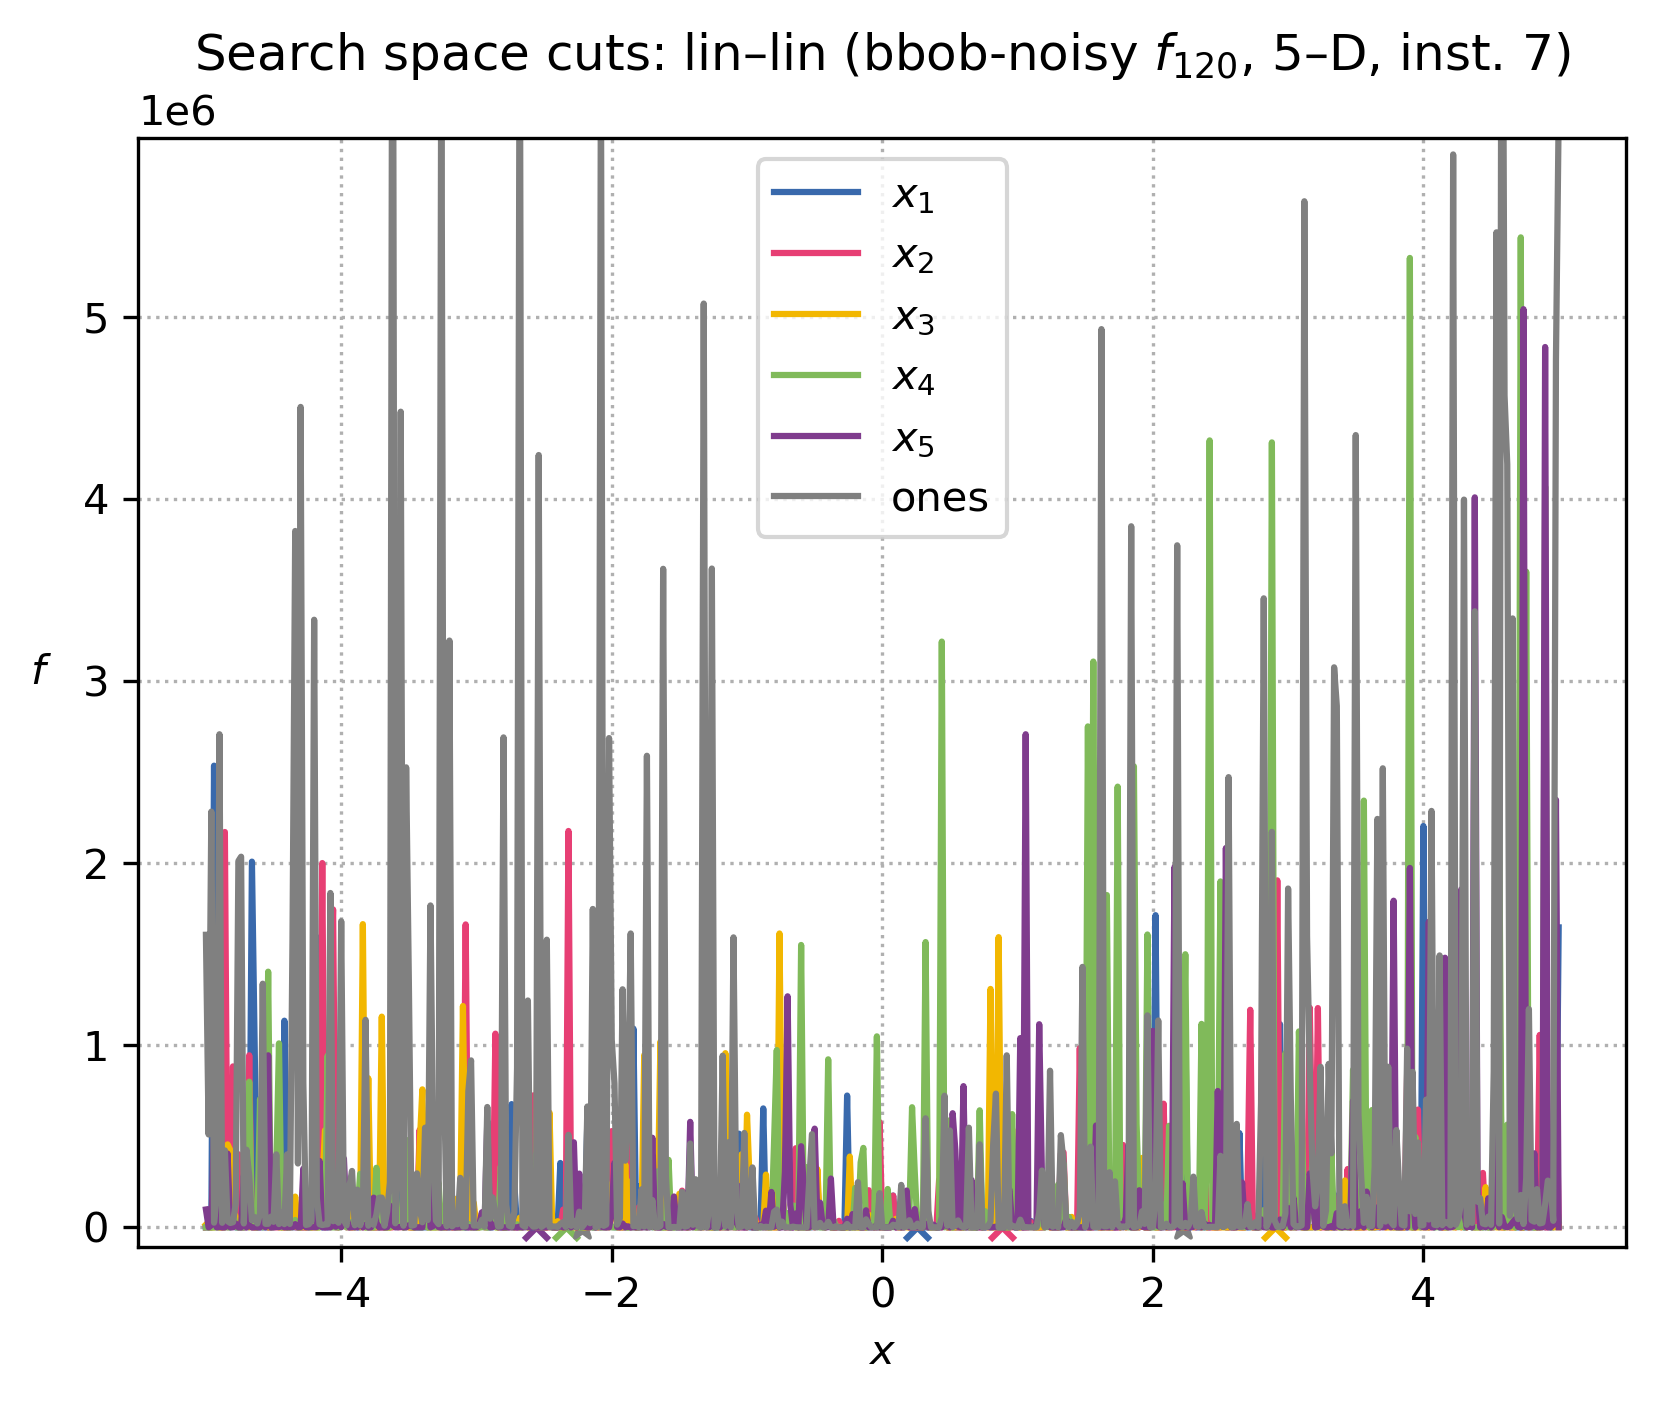 Search space cuts: lin–lin (bbob-noisy f₁₂₀, 5–D, inst. 7)
1e6
x₁
x₂
x₃
x₄
x₅
ones
5
4
3
2
1
0
f
−4 −2 0 2 4
x